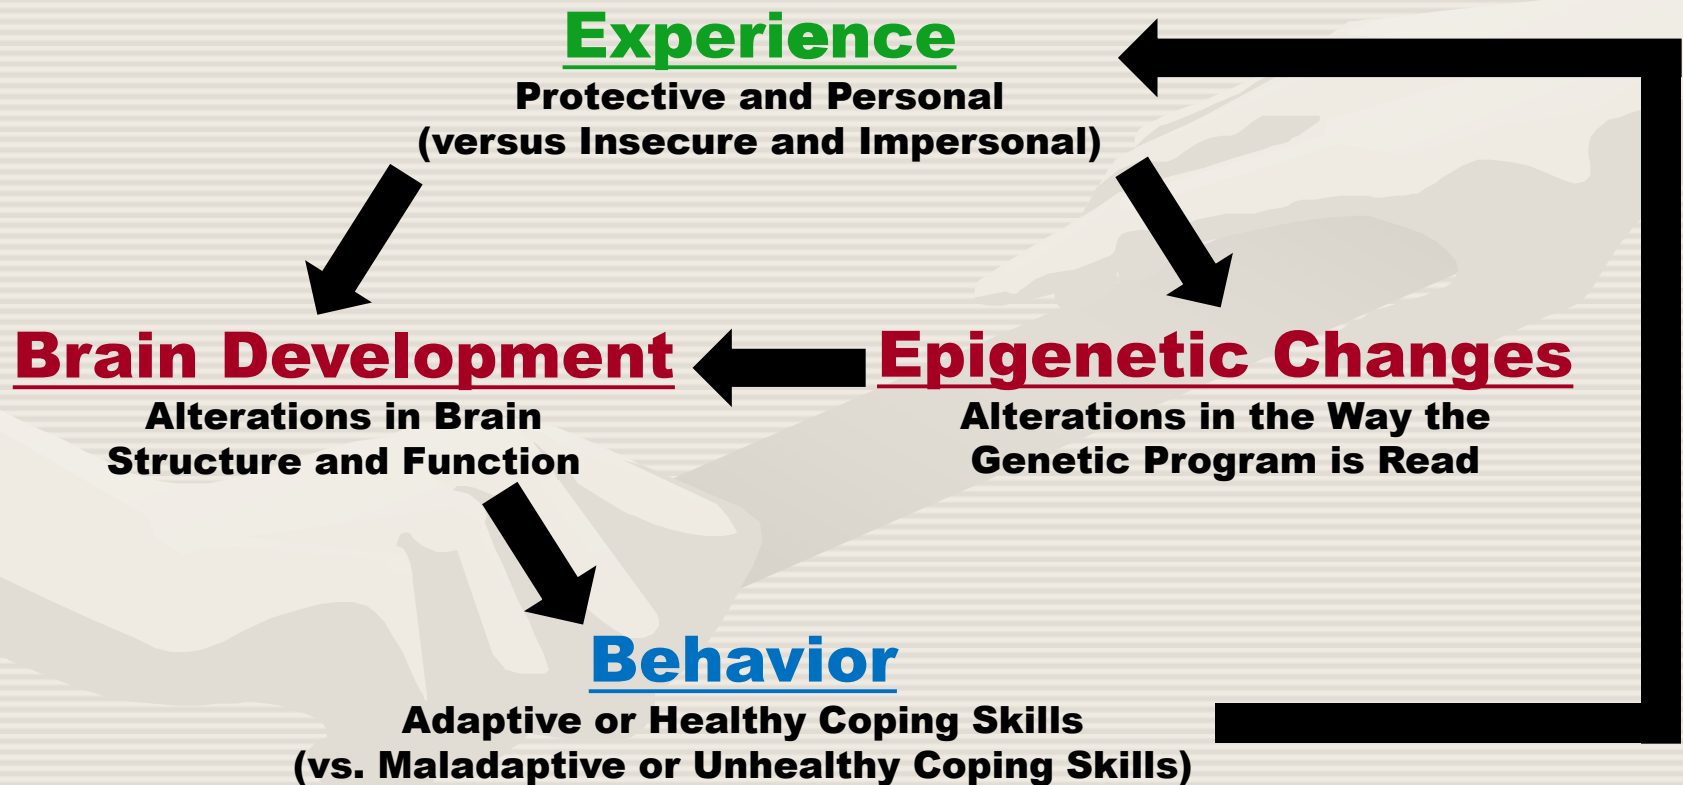 Experience
Protective and Personal
(versus Insecure and Impersonal)
Brain Development
Alterations in Brain
Structure and Function
Epigenetic Changes
Alterations in the Way the
Genetic Program is Read
Behavior
Adaptive or Healthy Coping Skills
(vs. Maladaptive or Unhealthy Coping Skills)